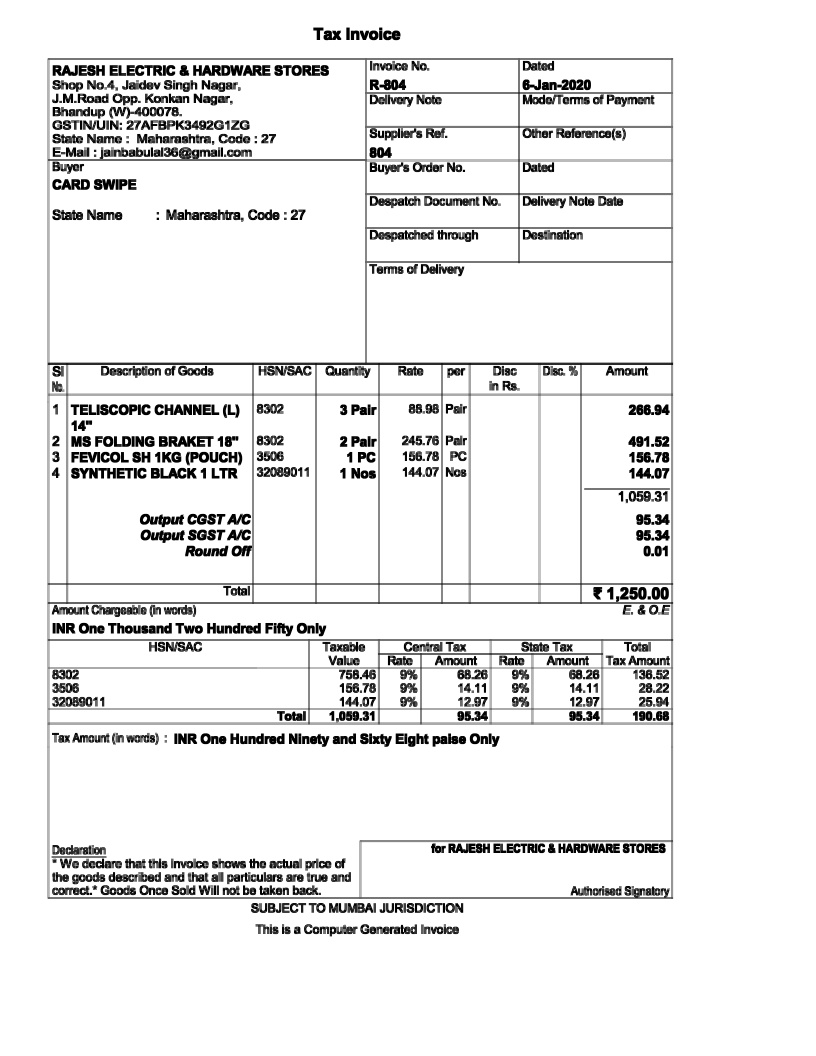 Tax Invoice
RAJESH ELECTRIC & HARDWARE STORES
Shop No.4, Jaidev Singh Nagar,
J.M.Road Opp. Konkan Nagar,
Bhandup (W)-400078.
GSTIN/UIN: 27AFBPK3492G1ZG
State Name : Maharashtra, Code : 27
E-Mail : jainbabulal36@gmail.com
Invoice No. Dated
R-804 6-Jan-2020
Delivery Note Mode/Terms of Payment
Supplier's Ref. Other Reference(s)
804
Buyer
CARD SWIPE
State Name : Maharashtra, Code : 27
Buyer's Order No. Dated
Despatch Document No. Delivery Note Date
Despatched through Destination
Terms of Delivery
Sl Description of Goods HSN/SAC Quantity Rate per Disc Disc. % Amount
No. in Rs.
1 TELISCOPIC CHANNEL (L) 8302 3 Pair 88.98 Pair 266.94
14"
2 MS FOLDING BRAKET 18" 8302 2 Pair 245.76 Pair 491.52
3 FEVICOL SH 1KG (POUCH) 3506 1 PC 156.78 PC 156.78
4 SYNTHETIC BLACK 1 LTR 32089011 1 Nos 144.07 Nos 144.07
1,059.31
Output CGST A/C 95.34
Output SGST A/C 95.34
Round Off 0.01
Total ₹ 1,250.00
Amount Chargeable (in words) E. & O.E
INR One Thousand Two Hundred Fifty Only
HSN/SAC Taxable Central Tax State Tax Total
Value Rate Amount Rate Amount Tax Amount
8302 758.46 9% 68.26 9% 68.26 136.52
3506 156.78 9% 14.11 9% 14.11 28.22
32089011 144.07 9% 12.97 9% 12.97 25.94
Total 1,059.31 95.34 95.34 190.68
Tax Amount (in words) : INR One Hundred Ninety and Sixty Eight paise Only
Declaration
* We declare that this invoice shows the actual price of
the goods described and that all particulars are true and
correct.* Goods Once Sold Will not be taken back.
for RAJESH ELECTRIC & HARDWARE STORES
Authorised Signatory
SUBJECT TO MUMBAI JURISDICTION
This is a Computer Generated Invoice